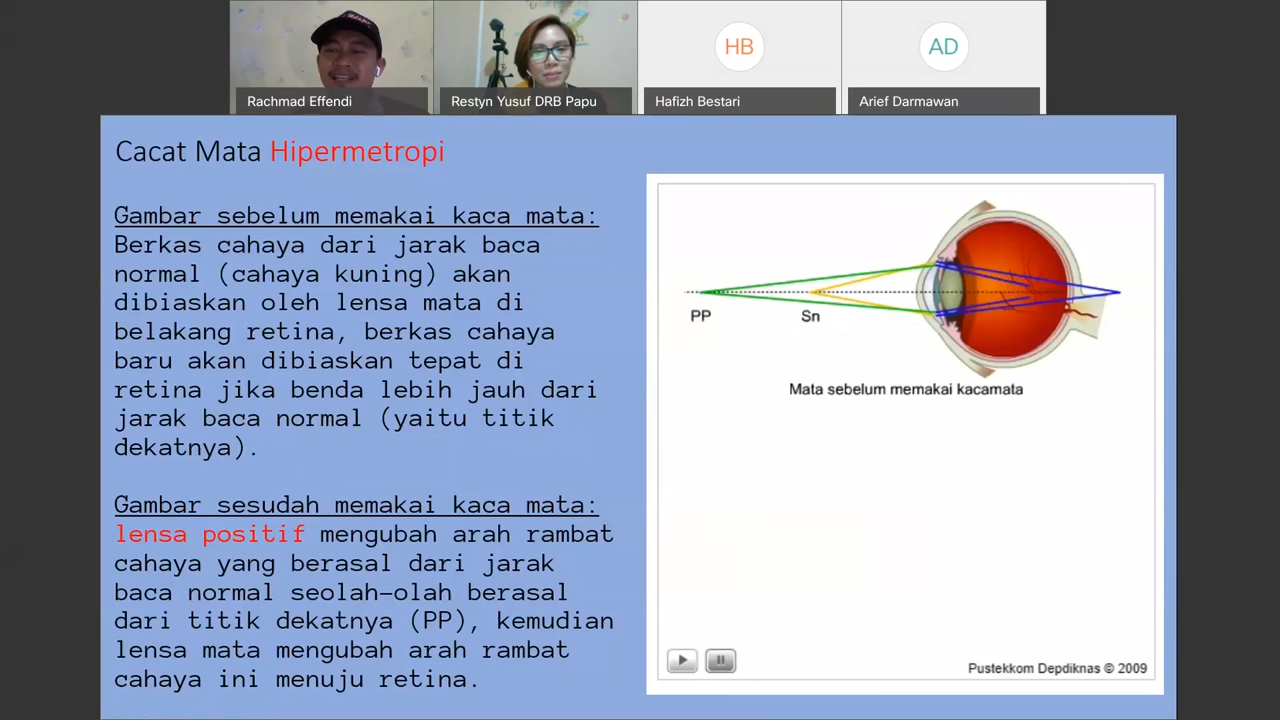 HB
AD
Rachmad Effendi
Restyn Yusuf DRB Papu
Hafizh Bestari
Arief Darmawan
Cacat Mata Hipermetropi
Gambar sebelum memakai kaca mata:
Berkas cahaya dari jarak baca
normal (cahaya kuning) akan
dibiaskan oleh lensa mata di
belakang retina, berkas cahaya
baru akan dibiaskan tepat di
retina jika benda lebih jauh dari
jarak baca normal (yaitu titik
dekatnya).
Gambar sesudah memakai kaca mata:
lensa positif mengubah arah rambat
cahaya yang berasal dari jarak
baca normal seolah-olah berasal
dari titik dekatnya (PP), kemudian
lensa mata mengubah arah rambat
cahaya ini menuju retina.
PP
Sn
Mata sebelum memakai kacamata
Pustekkom Depdiknas © 2009